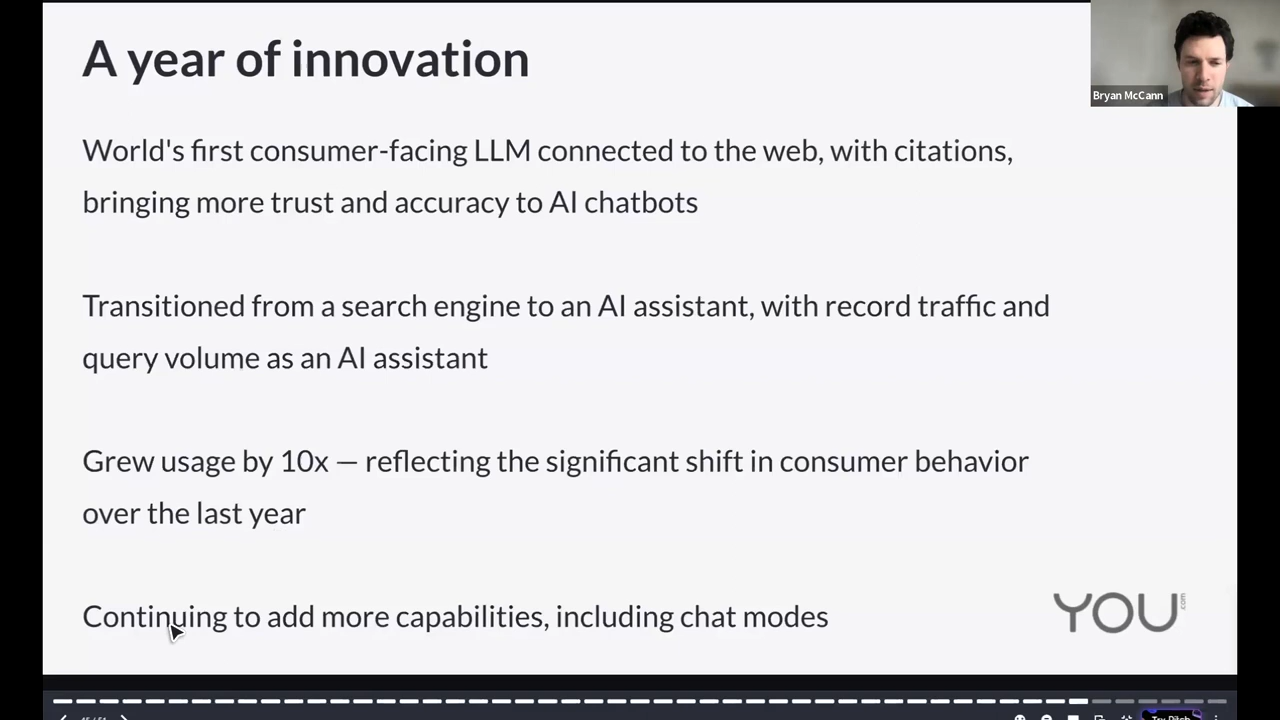 A year of innovation
Bryan McCann
World's first consumer-facing LLM connected to the web, with citations,
bringing more trust and accuracy to AI chatbots
Transitioned from a search engine to an AI assistant, with record traffic and
query volume as an AI assistant
Grew usage by 10x — reflecting the significant shift in consumer behavior
over the last year
Continuing to add more capabilities, including chat modes
YOU.com
Try Pitch